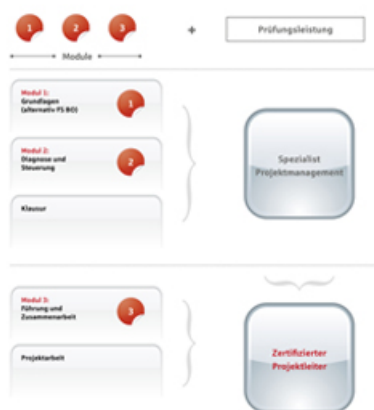 1 2 3 + Prüfungsleistung
Module
Modul 1:
Grundlagen
(alternativ FS BO)
1
Modul 2:
Diagnose und
Steuerung
2
Klausur
Spezialist
Projektmanagement
Modul 3:
Führung und
Zusammenarbeit
3
Projektarbeit
Zertifizierter
Projektleiter